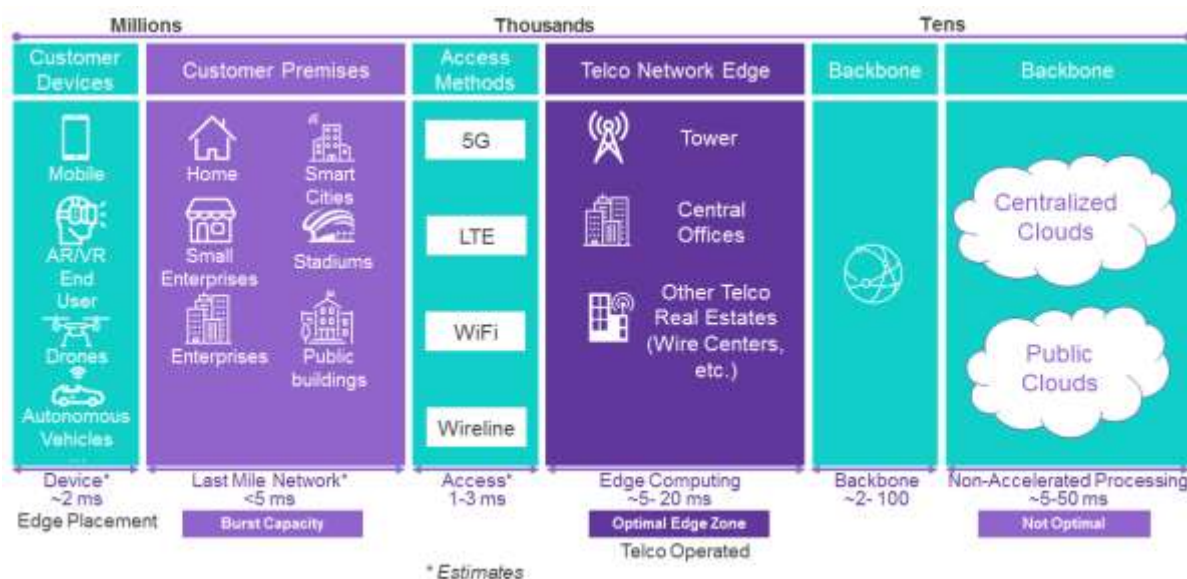 Millions
Thousands
Tens
Customer
Devices
Customer Premises
Access
Methods
Telco Network Edge
Backbone
Backbone
Mobile
AR/VR
End
User
Drones
Autonomous
Vehicles
Home
Smart
Cities
Small
Enterprises
Stadiums
Enterprises
Public
buildings
5G
LTE
WiFi
Wireline
Tower
Central
Offices
Other Telco
Real Estates
(Wire Centers,
etc.)
Centralized
Clouds
Public
Clouds
Device*
~2 ms
Last Mile Network*
<5 ms
Access*
1-3 ms
Edge Computing
~5- 20 ms
Backbone
~2- 100
Non-Accelerated Processing
~5-50 ms
Edge Placement
Burst Capacity
Optimal Edge Zone
Not Optimal
Telco Operated
* Estimates